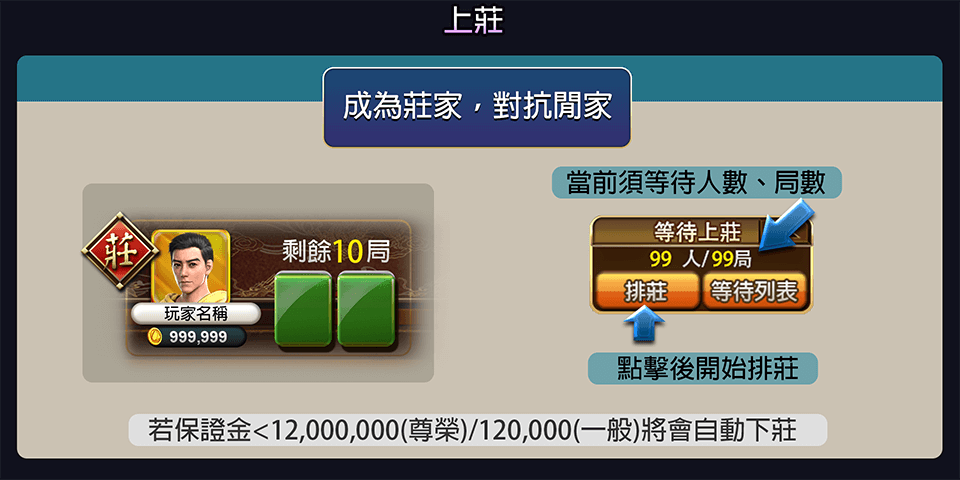 上莊
成為莊家，對抗閒家
當前須等待人數、局數
莊
剩餘10局
玩家名稱
999,999
等待上莊
99 人/99局
排莊
等待列表
點擊後開始排莊
若保證金<12,000,000(尊榮)/120,000(一般)將會自動下莊